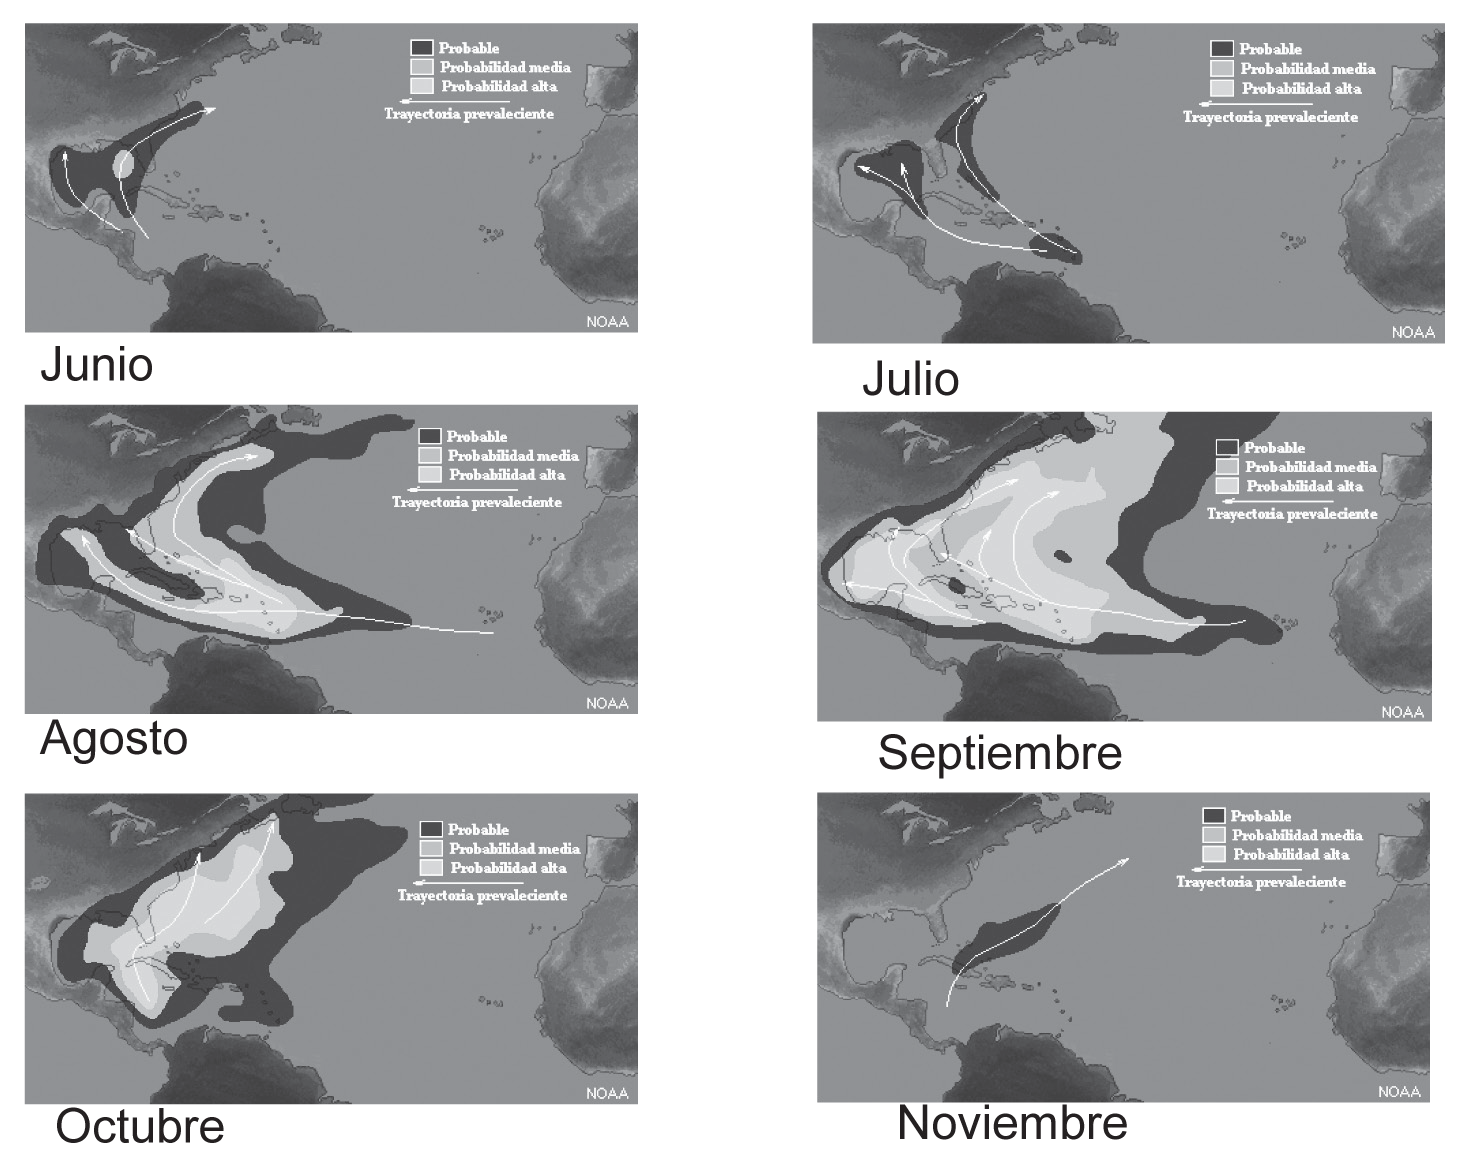 Probable
Probabilidad media
Probabilidad alta
Trayectoria prevaleciente
NOAA
Junio
Probable
Probabilidad media
Probabilidad alta
Trayectoria prevaleciente
NOAA
Julio
Probable
Probabilidad media
Probabilidad alta
Trayectoria prevaleciente
NOAA
Agosto
Probable
Probabilidad media
Probabilidad alta
Trayectoria prevaleciente
NOAA
Septiembre
Probable
Probabilidad media
Probabilidad alta
Trayectoria prevaleciente
NOAA
Octubre
Probable
Probabilidad media
Probabilidad alta
Trayectoria prevaleciente
NOAA
Noviembre